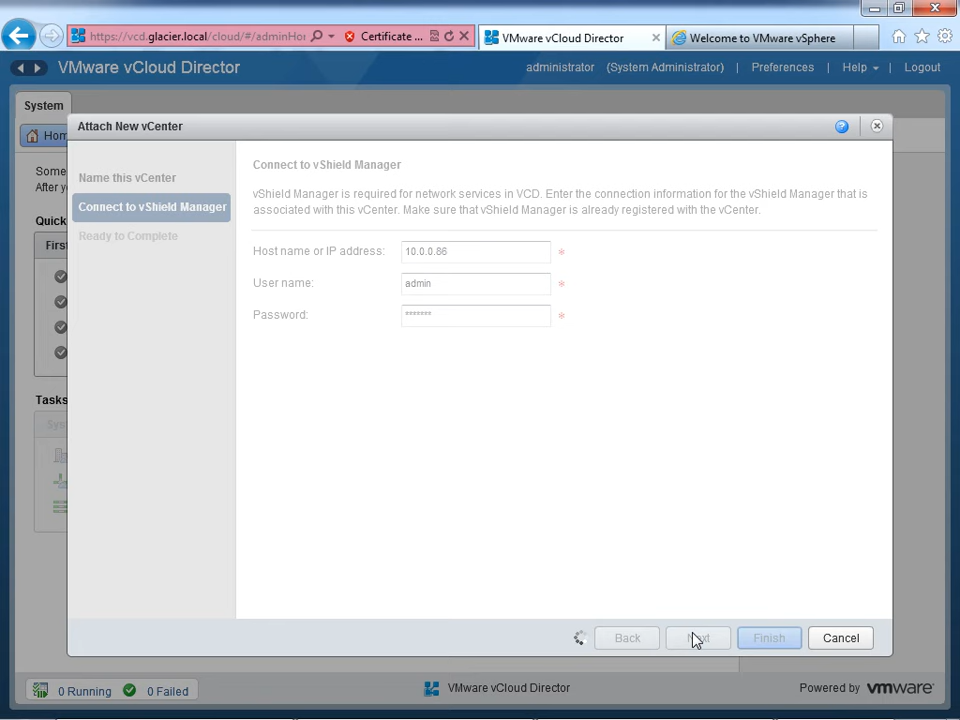 https://vcd.glacier.local/cloud/#/adminHor
Certificate ...
VMware vCloud Director
Welcome to VMware vSphere
VMware vCloud Director
administrator (System Administrator) | Preferences | Help | Logout
System
Hom
Attach New vCenter
Some
After y
Quick
First
Tasks
Sys
Name this vCenter
Connect to vShield Manager
Ready to Complete
Connect to vShield Manager
vShield Manager is required for network services in VCD. Enter the connection information for the vShield Manager that is
associated with this vCenter. Make sure that vShield Manager is already registered with the vCenter.
Host name or IP address: 10.0.0.86 *
User name: admin *
Password: ******* *
Back Next Finish Cancel
0 Running 0 Failed
VMware vCloud Director
Powered by vmware